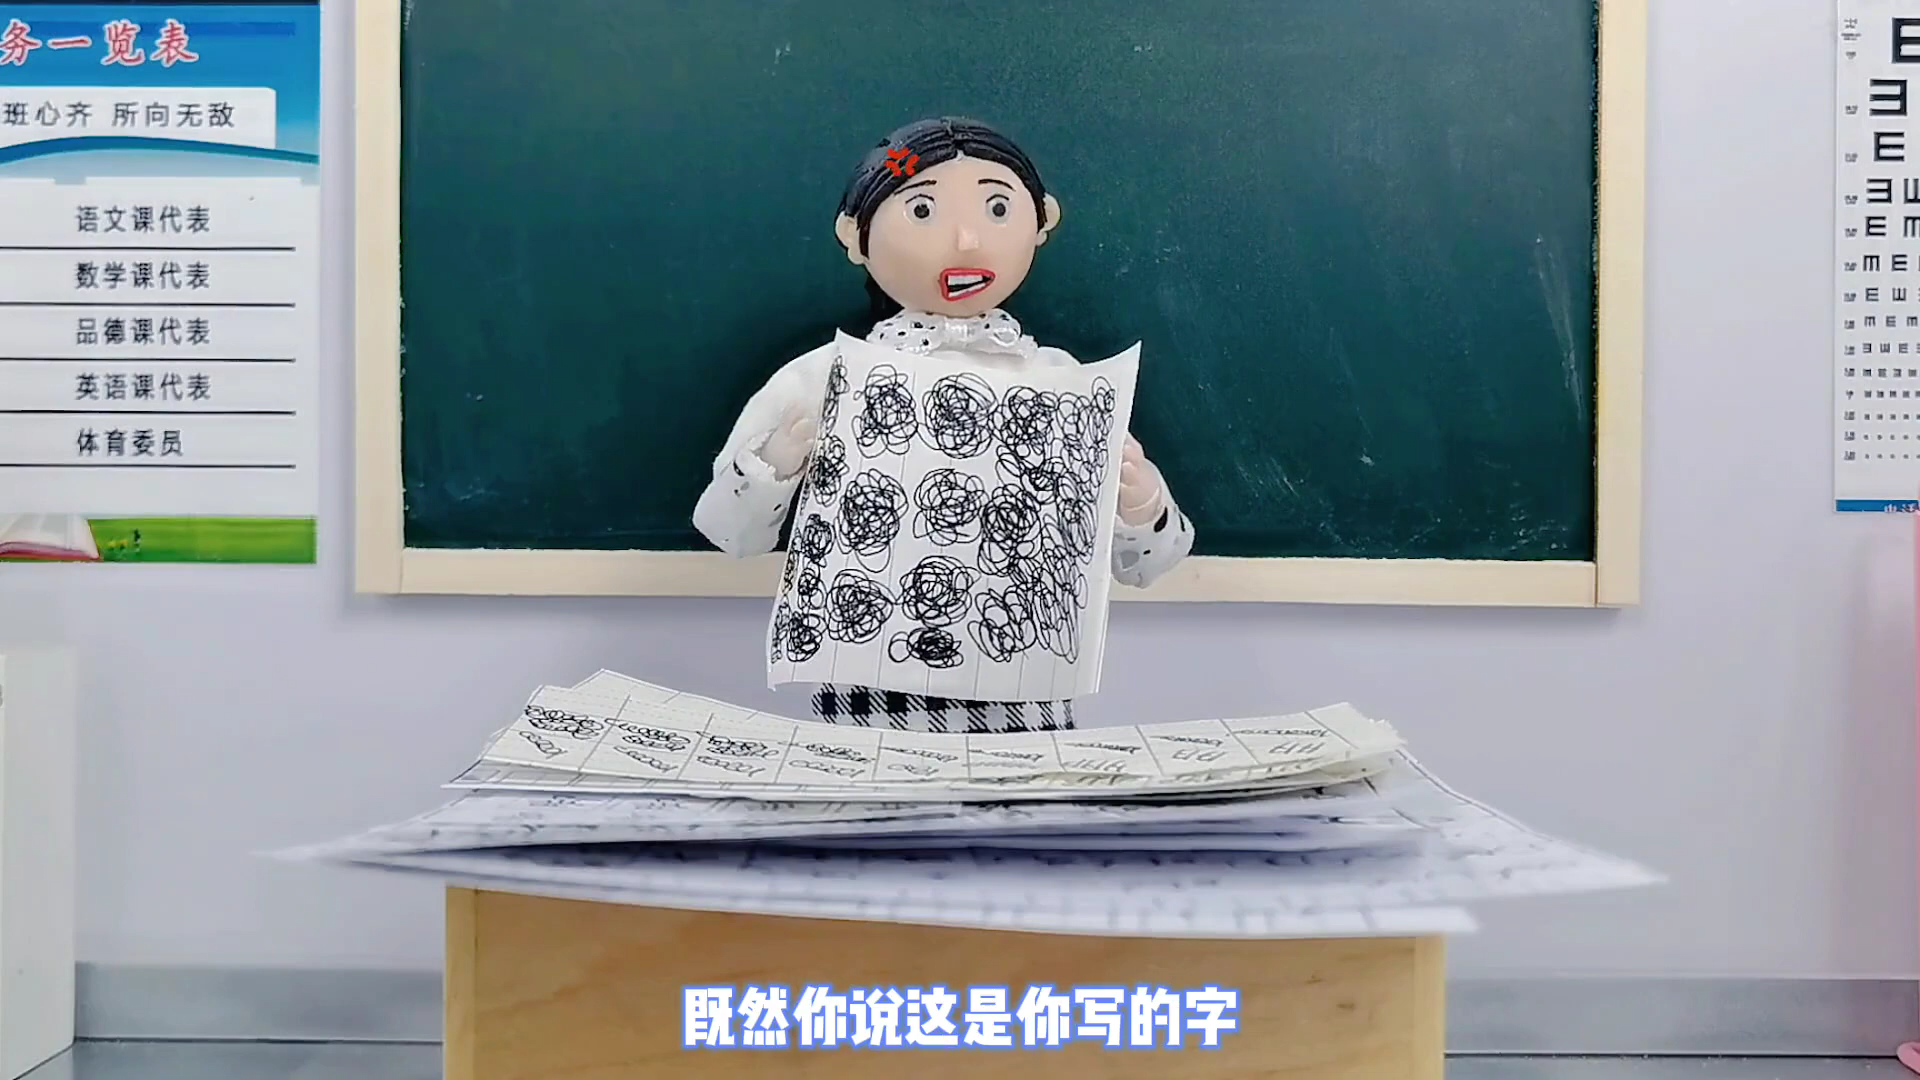 务一览表
班心齐 所向无敌
语文课代表
数学课代表
品德课代表
英语课代表
体育委员
既然你说这是你写的字